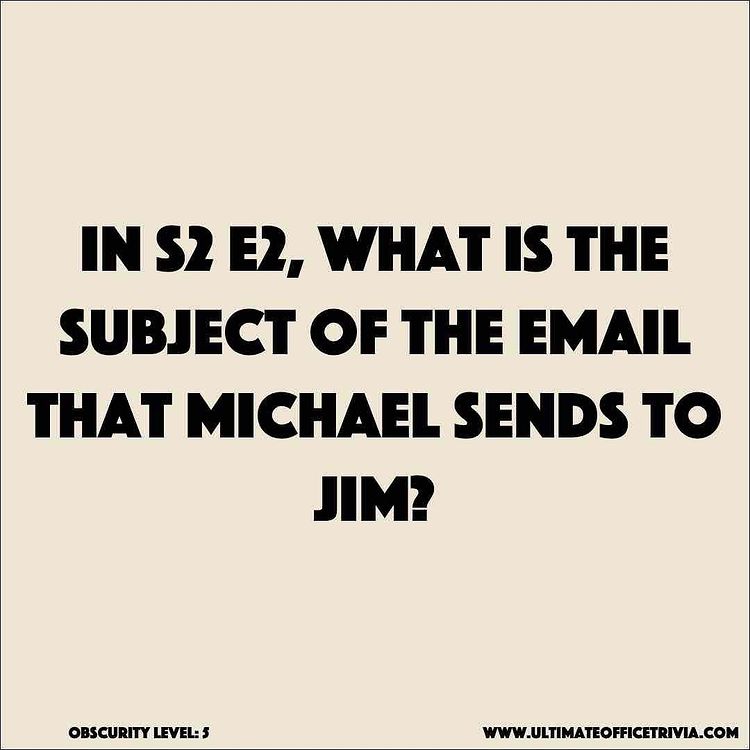 IN S2 E2, WHAT IS THE
SUBJECT OF THE EMAIL
THAT MICHAEL SENDS TO
JIM?
OBSCURITY LEVEL: 5
WWW.ULTIMATEOFFICETRIVIA.COM